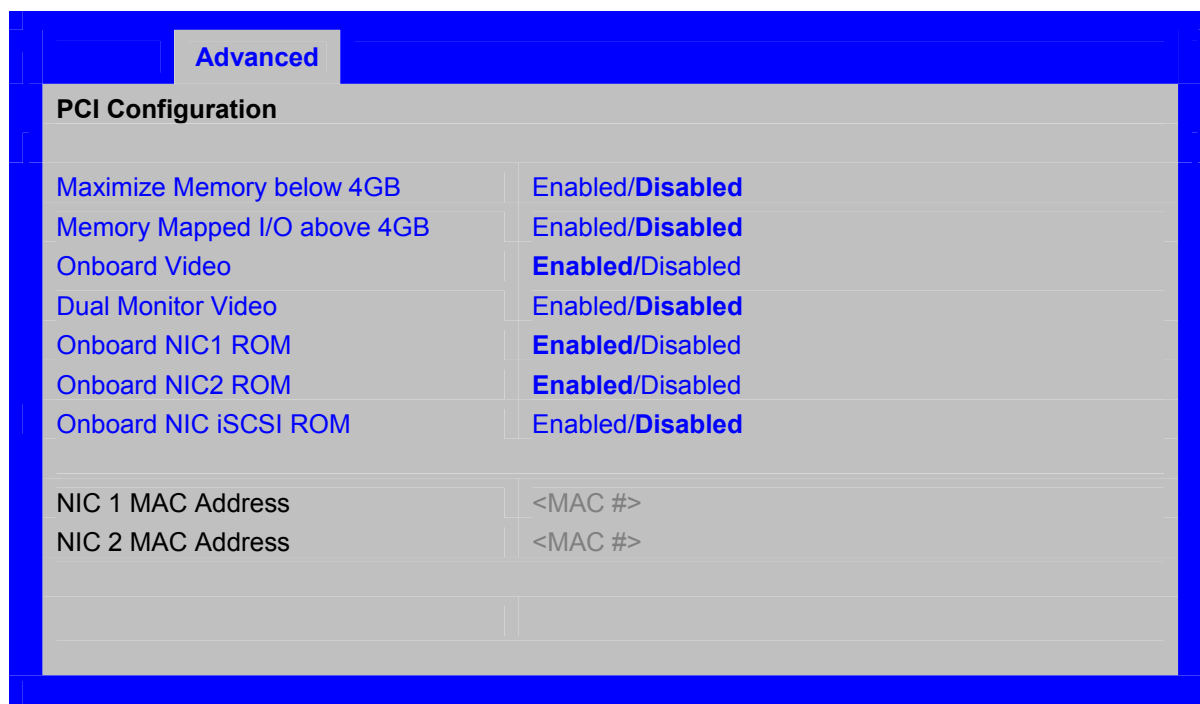 Advanced
PCI Configuration
Maximize Memory below 4GB Enabled/Disabled
Memory Mapped I/O above 4GB Enabled/Disabled
Onboard Video Enabled/Disabled
Dual Monitor Video Enabled/Disabled
Onboard NIC1 ROM Enabled/Disabled
Onboard NIC2 ROM Enabled/Disabled
Onboard NIC iSCSI ROM Enabled/Disabled
NIC 1 MAC Address <MAC #>
NIC 2 MAC Address <MAC #>